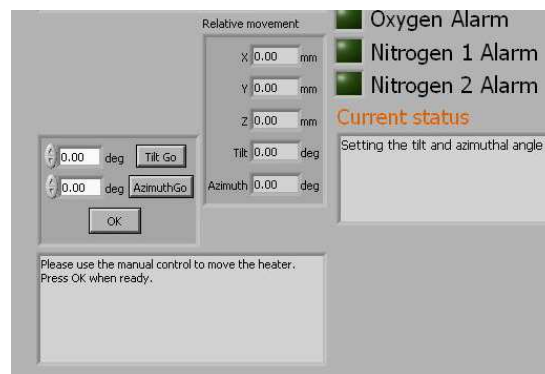 Relative movement
X 0.00 mm
Y 0.00 mm
Z 0.00 mm
Tilt 0.00 deg
Azimuth 0.00 deg
Oxygen Alarm
Nitrogen 1 Alarm
Nitrogen 2 Alarm
Current status
Setting the tilt and azimuthal angle
0.00 deg Tilt Go
0.00 deg AzimuthGo
OK
Please use the manual control to move the heater.
Press OK when ready.